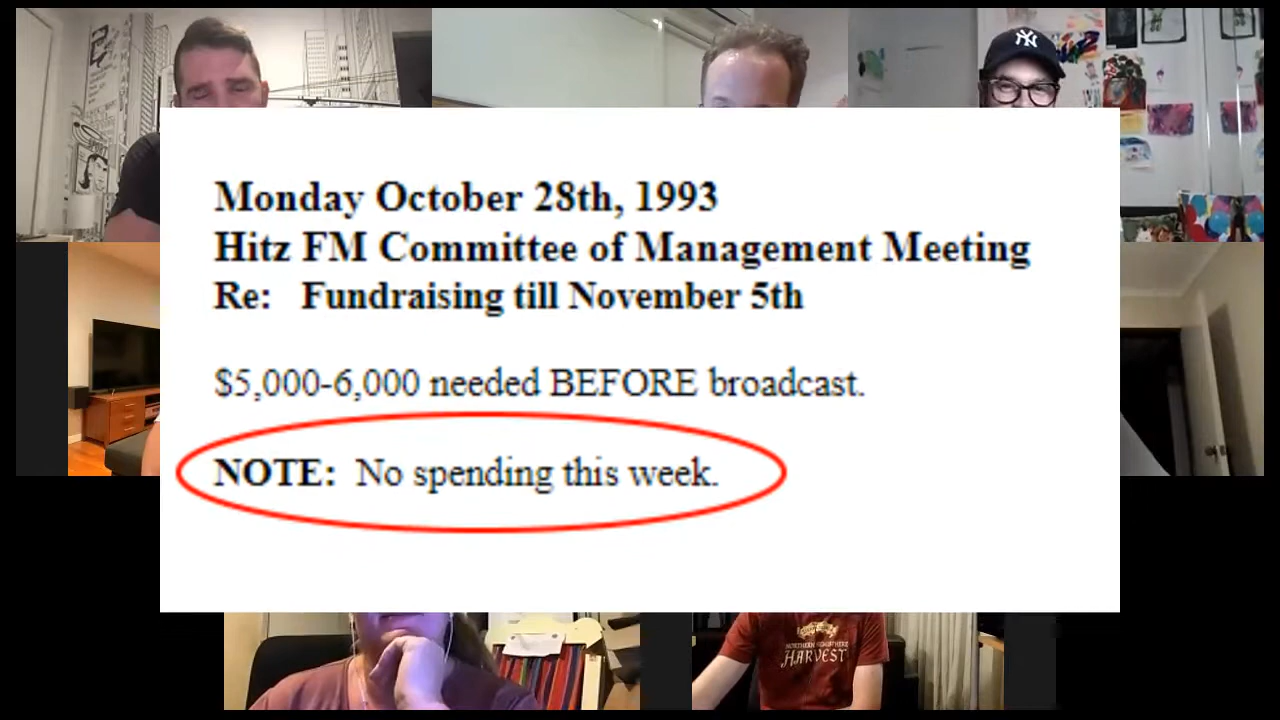 NY
Monday October 28th, 1993
Hitz FM Committee of Management Meeting
Re: Fundraising till November 5th
$5,000-6,000 needed BEFORE broadcast.
NOTE: No spending this week.
HARVEST